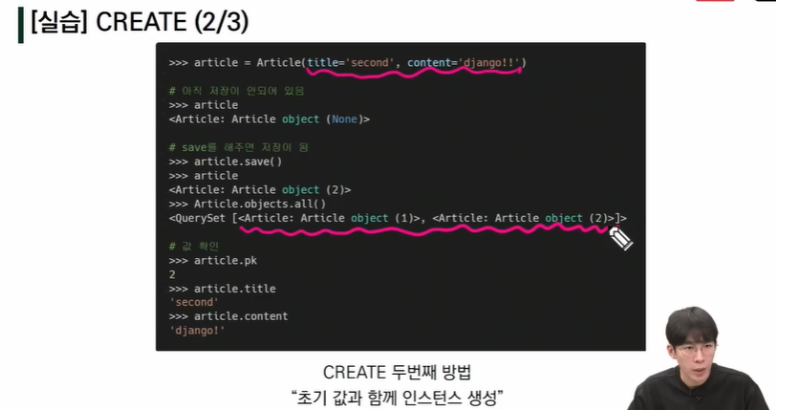 [실습] CREATE (2/3)
>>> article = Article(title='second', content='django!!')
# 아직 저장이 안되어 있음
>>> article
<Article: Article object (None)>
# save를 해주면 저장이 됨
>>> article.save()
>>> article
<Article: Article object (2)>
>>> Article.objects.all()
<QuerySet [<Article: Article object (1)>, <Article: Article object (2)>]>
# 값 확인
>>> article.pk
2
>>> article.title
'second'
>>> article.content
'django!'
CREATE 두번째 방법
“초기 값과 함께 인스턴스 생성”